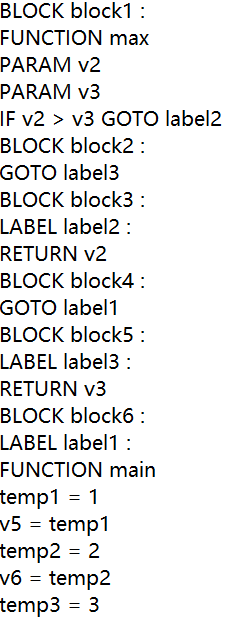 BLOCK block1 :
FUNCTION max
PARAM v2
PARAM v3
IF v2 > v3 GOTO label2
BLOCK block2 :
GOTO label3
BLOCK block3 :
LABEL label2 :
RETURN v2
BLOCK block4 :
GOTO label1
BLOCK block5 :
LABEL label3 :
RETURN v3
BLOCK block6 :
LABEL label1 :
FUNCTION main
temp1 = 1
v5 = temp1
temp2 = 2
v6 = temp2
temp3 = 3